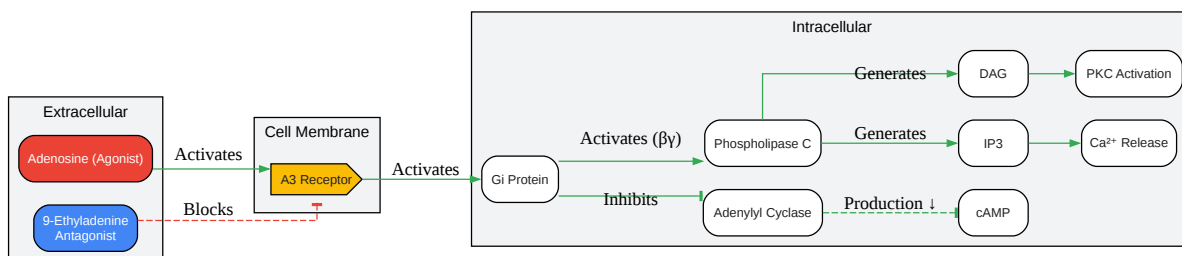 Extracellular
Adenosine (Agonist)
9-Ethyladenine
Antagonist
Activates
Blocks
Cell Membrane
A3 Receptor
Activates
Intracellular
Gi Protein
Activates (βγ)
Inhibits
Phospholipase C
Adenylyl Cyclase
Generates
Generates
Production ↓
DAG
IP3
cAMP
PKC Activation
Ca²⁺ Release